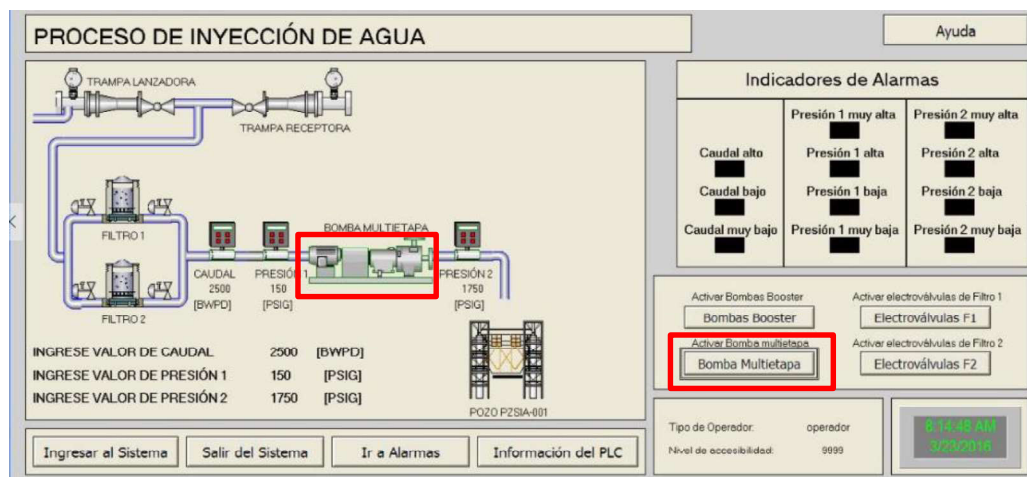 PROCESO DE INYECCIÓN DE AGUA
Ayuda
TRAMPA LANZADORA
TRAMPA RECEPTORA
FILTRO 1
BOMBA MULTIETAPA
CAUDAL
2500
[BWPD]
PRESIÓN 1
150
[PSIG]
PRESIÓN 2
1750
[PSIG]
FILTRO 2
INGRESE VALOR DE CAUDAL 2500 [BWPD]
INGRESE VALOR DE PRESIÓN 1 150 [PSIG]
INGRESE VALOR DE PRESIÓN 2 1750 [PSIG]
POZO PZSIA-001
Indicadores de Alarmas
Presión 1 muy alta Presión 2 muy alta
Caudal alto Presión 1 alta Presión 2 alta
Caudal bajo Presión 1 baja Presión 2 baja
Caudal muy bajo Presión 1 muy baja Presión 2 muy baja
Activar Bombas Booster Activar electroválvulas de Filtro 1
Bombas Booster Electroválvulas F1
Activar Bomba multietapa Activar electroválvulas de Filtro 2
Bomba Multietapa Electroválvulas F2
Tipo de Operador: operador
Nivel de accesibilidad: 9999
8:14:48 AM
3/23/2016
Ingresar al Sistema Salir del Sistema Ir a Alarmas Información del PLC